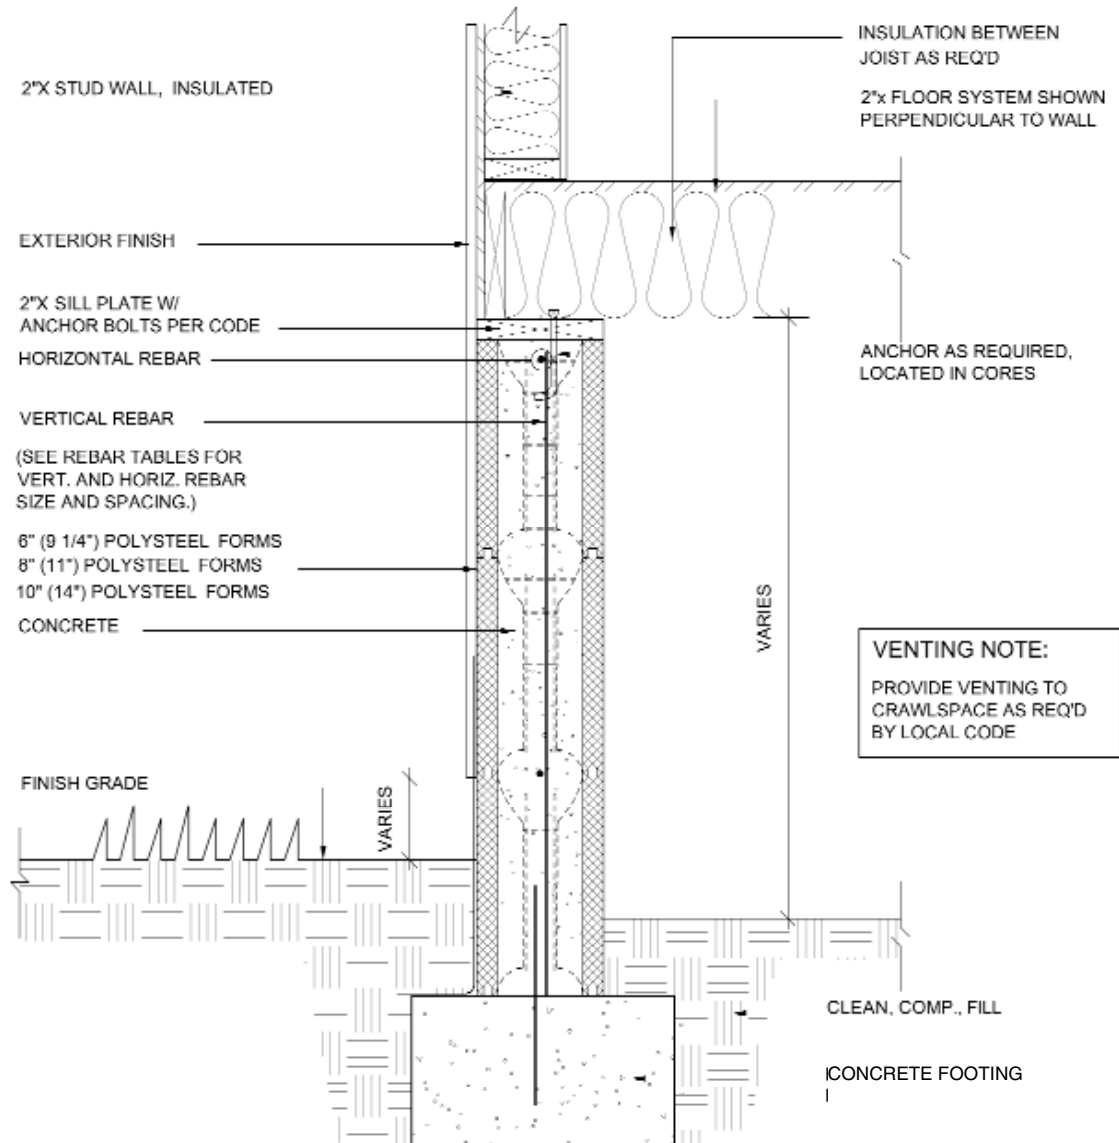 2"X STUD WALL, INSULATED
EXTERIOR FINISH
2"X SILL PLATE W/
ANCHOR BOLTS PER CODE
HORIZONTAL REBAR
VERTICAL REBAR
(SEE REBAR TABLES FOR
VERT. AND HORIZ. REBAR
SIZE AND SPACING.)
6" (9 1/4") POLYSTEEL FORMS
8" (11") POLYSTEEL FORMS
10" (14") POLYSTEEL FORMS
CONCRETE
FINISH GRADE
VARIES
VARIES
INSULATION BETWEEN
JOIST AS REQ'D
2"x FLOOR SYSTEM SHOWN
PERPENDICULAR TO WALL
ANCHOR AS REQUIRED,
LOCATED IN CORES
VENTING NOTE:
PROVIDE VENTING TO
CRAWLSPACE AS REQ'D
BY LOCAL CODE
CLEAN, COMP., FILL
CONCRETE FOOTING